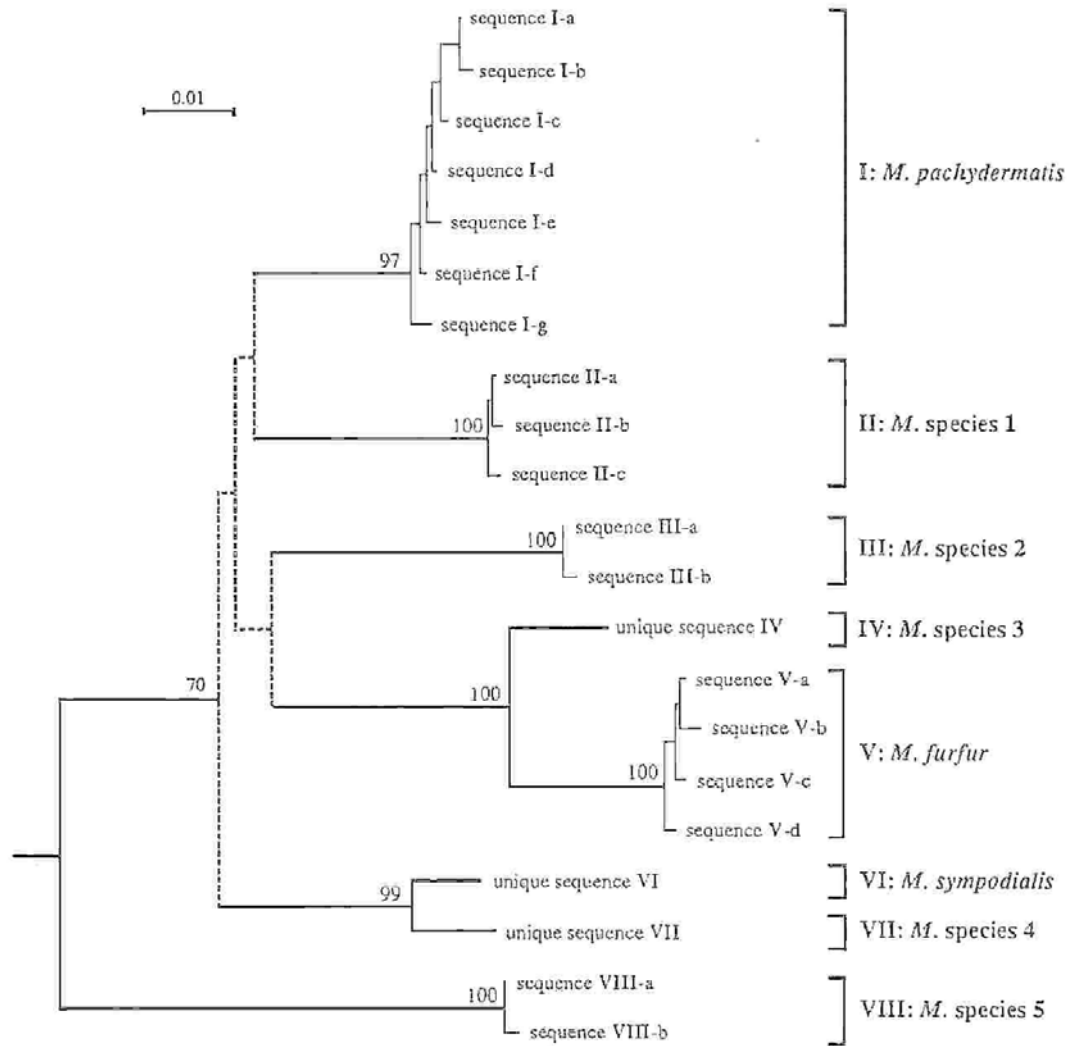 sequence I-a
sequence I-b
0.01
sequence I-c
sequence I-d
I: M. pachydermatis
sequence I-e
97
sequence I-f
sequence I-g
sequence II-a
100
sequence II-b
II: M. species 1
sequence II-c
sequence III-a
100
III: M. species 2
sequence III-b
unique sequence IV
IV: M. species 3
70
100
sequence V-a
sequence V-b
V: M. furfur
100
sequence V-c
sequence V-d
unique sequence VI
VI: M. sympodialis
99
unique sequence VII
VII: M. species 4
sequence VIII-a
100
VIII: M. species 5
sequence VIII-b